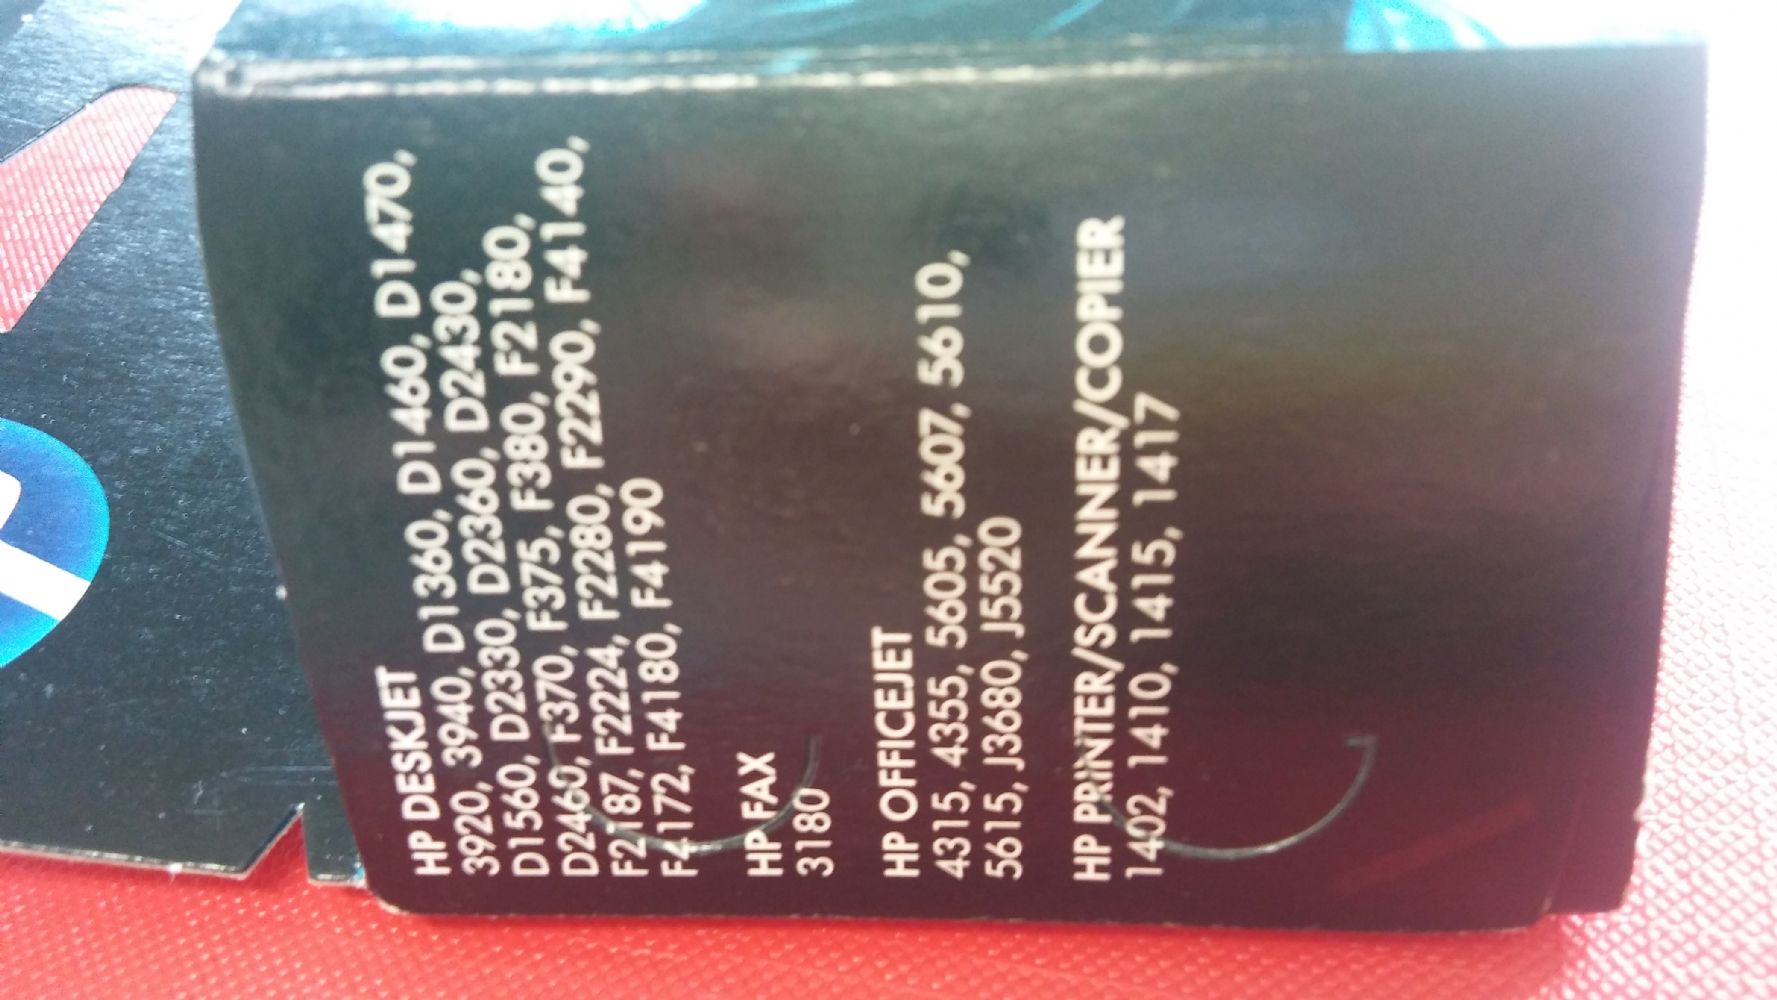 HP DESKJET
3920, 3940, D1360, D1460, D1470,
D1560, D2330, D2360, D2430,
D2460, F370, F375, F380, F2180,
F2187, F2224, F2280, F2290, F4140,
F4172, F4180, F4190
HP FAX
3180
HP OFFICEJET
4315, 4355, 5605, 5607, 5610,
5615, J3680, J5520
HP PRINTER/SCANNER/COPIER
1402, 1410, 1415, 1417